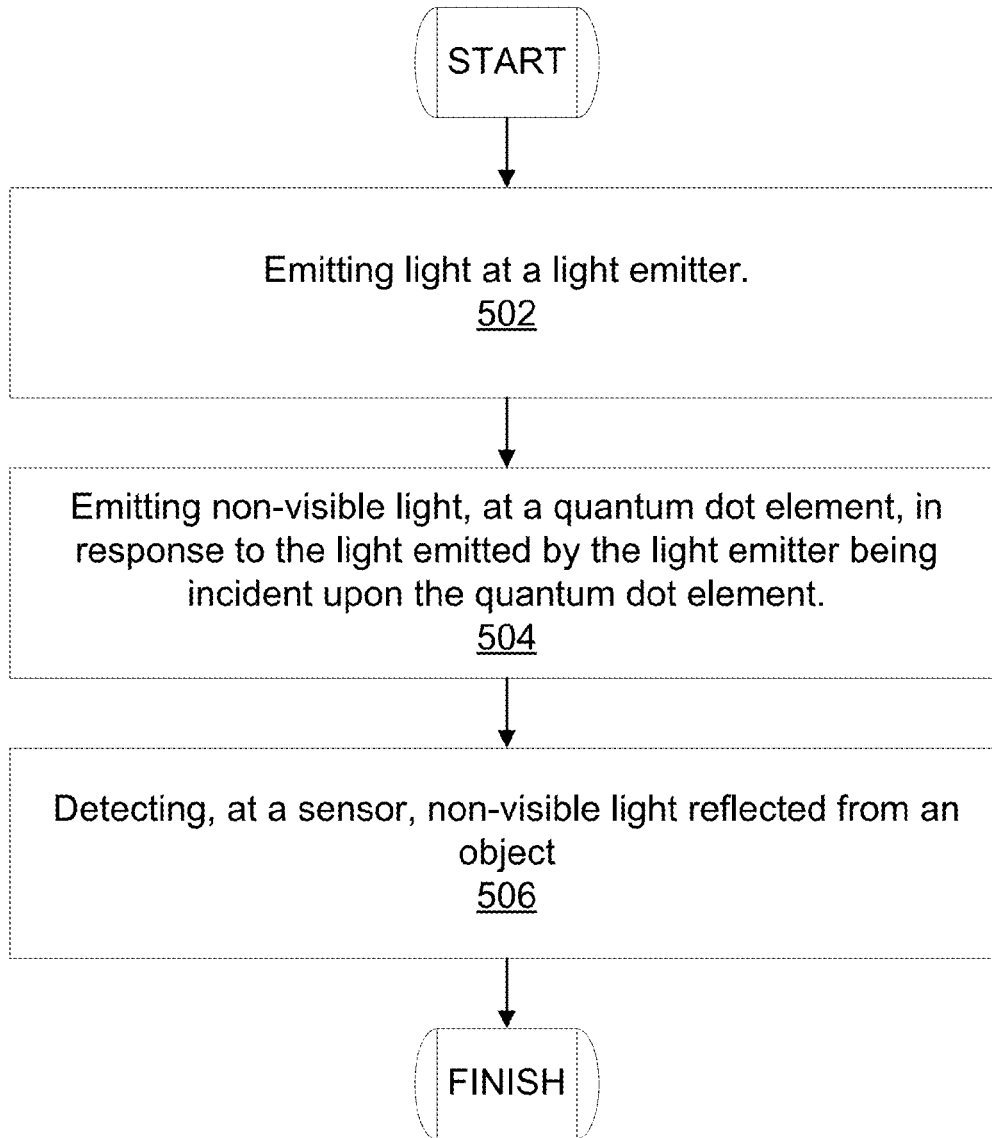 START
Emitting light at a light emitter.
502
Emitting non-visible light, at a quantum dot element, in
response to the light emitted by the light emitter being
incident upon the quantum dot element.
504
Detecting, at a sensor, non-visible light reflected from an
object
506
FINISH